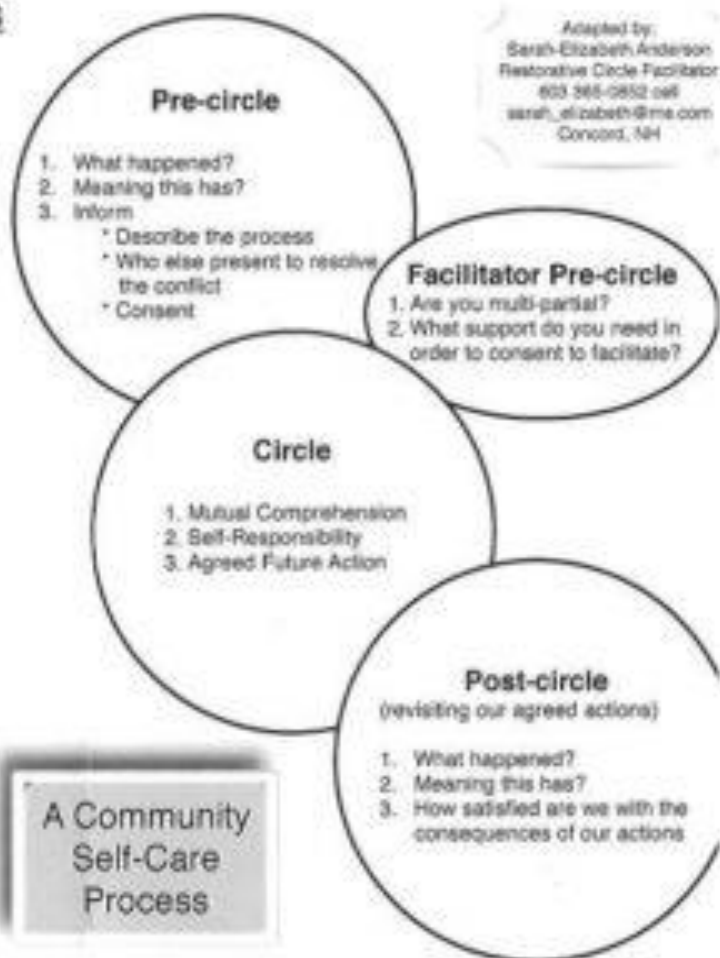 Adapted by:
Sarah-Elizabeth Anderson
Restorative Circle Facilitator
cell
sarah_elizabeth@me.com
Concord, NH
Pre-circle
1. What happened?
2. Meaning this has?
3. Inform
* Describe the process
* Who else present to resolve
the conflict
* Consent
Facilitator Pre-circle
1. Are you multi-partial?
2. What support do you need in
order to consent to facilitate?
Circle
1. Mutual Comprehension
2. Self-Responsibility
3. Agreed Future Action
Post-circle
(revisiting our agreed actions)
1. What happened?
2. Meaning this has?
3. How satisfied are we with the
consequences of our actions
A Community
Self-Care
Process